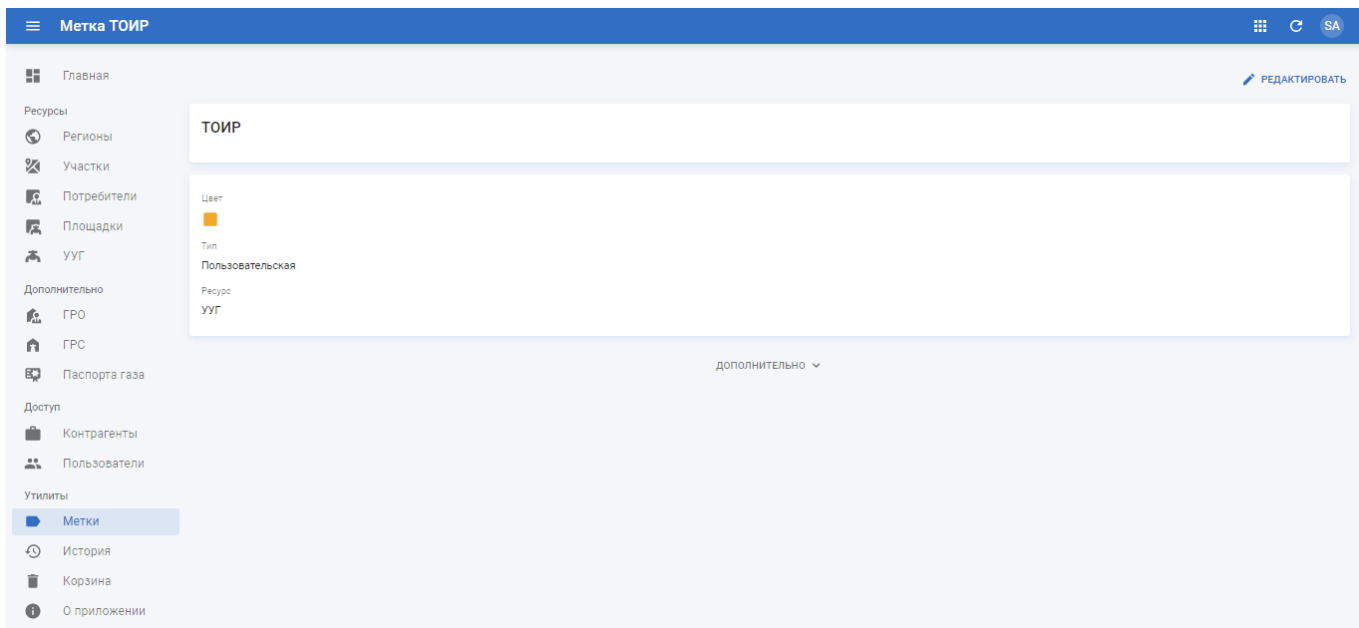 Метка ТОИР
SA
Главная
Ресурсы
Регионы
Участки
Потребители
Площадки
УУГ
Дополнительно
ГРО
ГРС
Паспорта газа
Доступ
Контрагенты
Пользователи
Утилиты
Метки
История
Корзина
О приложении
РЕДАКТИРОВАТЬ
ТОИР
Цвет
Тип
Пользовательская
Ресурс
УУГ
ДОПОЛНИТЕЛЬНО